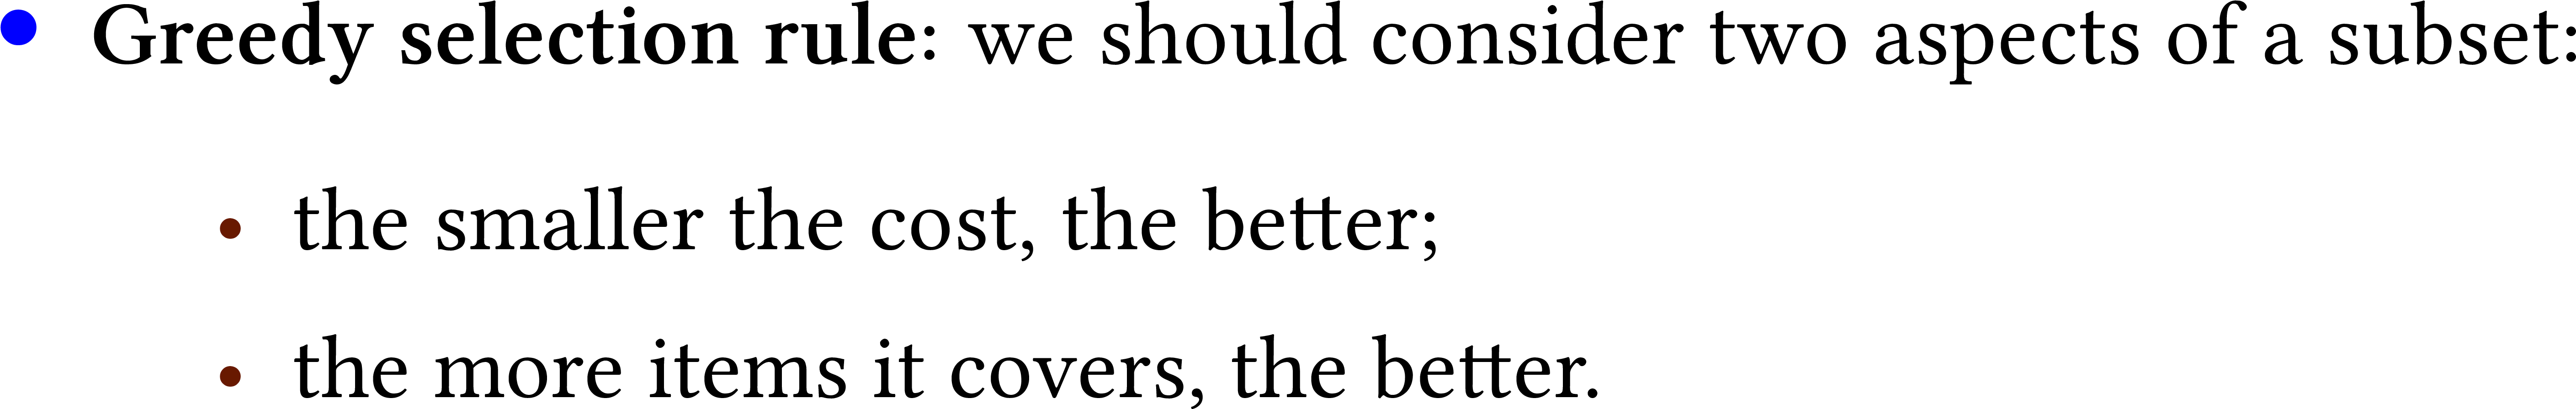 • Greedy selection rule: we should consider two aspects of a subset:
• the smaller the cost, the better;
• the more items it covers, the better.